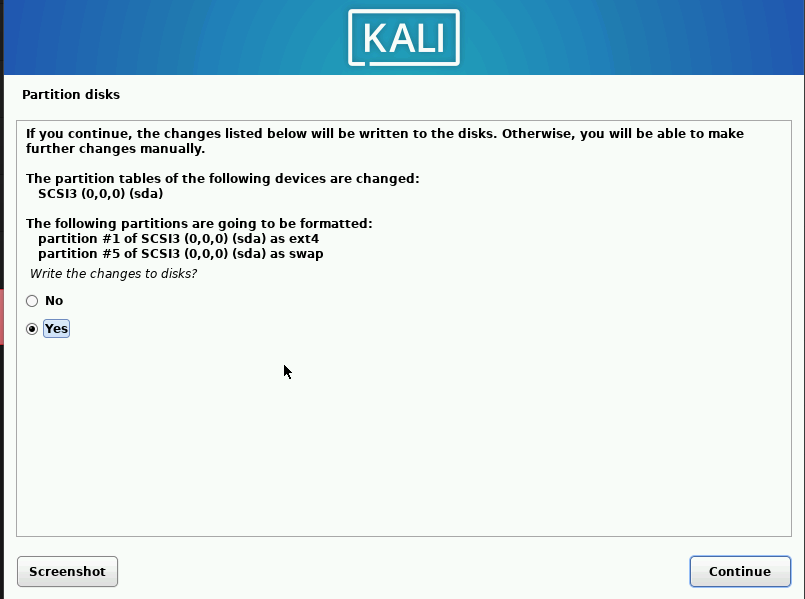 KALI
Partition disks
If you continue, the changes listed below will be written to the disks. Otherwise, you will be able to make
further changes manually.
The partition tables of the following devices are changed:
SCSI3 (0,0,0) (sda)
The following partitions are going to be formatted:
partition #1 of SCSI3 (0,0,0) (sda) as ext4
partition #5 of SCSI3 (0,0,0) (sda) as swap
Write the changes to disks?
No
Yes
Screenshot
Continue